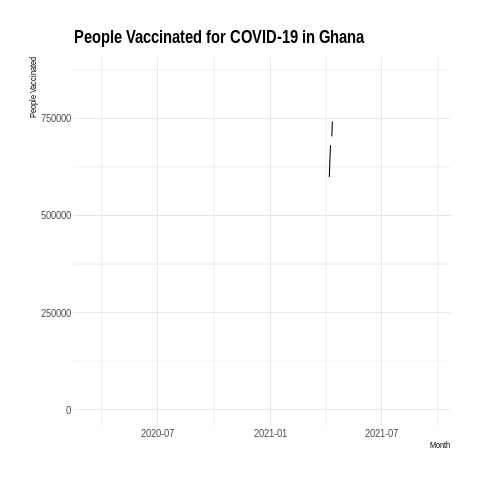 People Vaccinated for COVID-19 in Ghana
People Vaccinated
750000
500000
250000
0
2020-07
2021-01
2021-07
Month